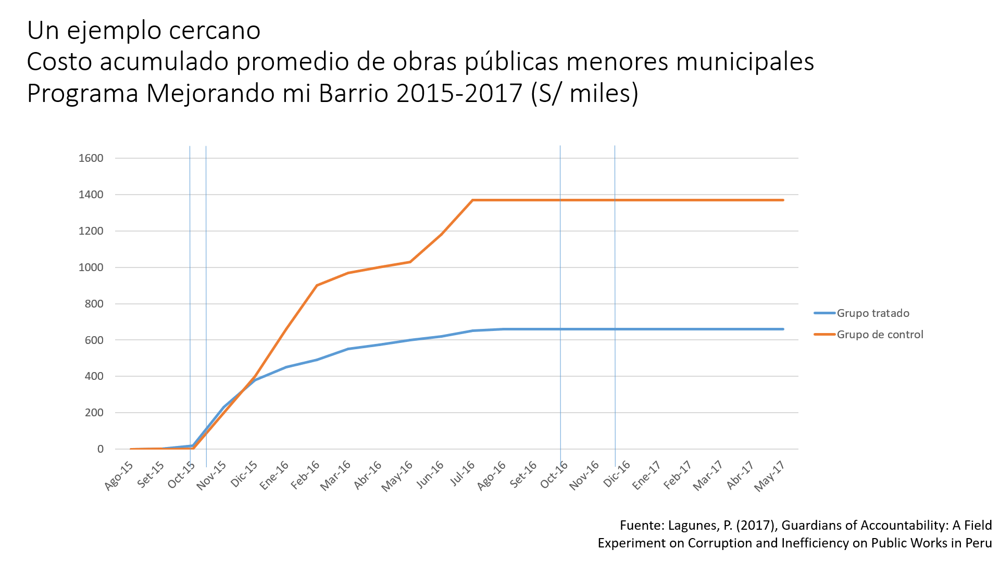 Un ejemplo cercano
Costo acumulado promedio de obras públicas menores municipales
Programa Mejorando mi Barrio 2015-2017 (S/ miles)
1600
1400
1200
1000
800
600
400
200
0
Ago-15
Set-15
Oct-15
Nov-15
Dic-15
Ene-16
Feb-16
Mar-16
Abr-16
May-16
Jun-16
Jul-16
Ago-16
Set-16
Oct-16
Nov-16
Dic-16
Ene-17
Feb-17
Mar-17
Abr-17
May-17
Grupo tratado
Grupo de control
Fuente: Lagunes, P. (2017), Guardians of Accountability: A Field
Experiment on Corruption and Inefficiency on Public Works in Peru